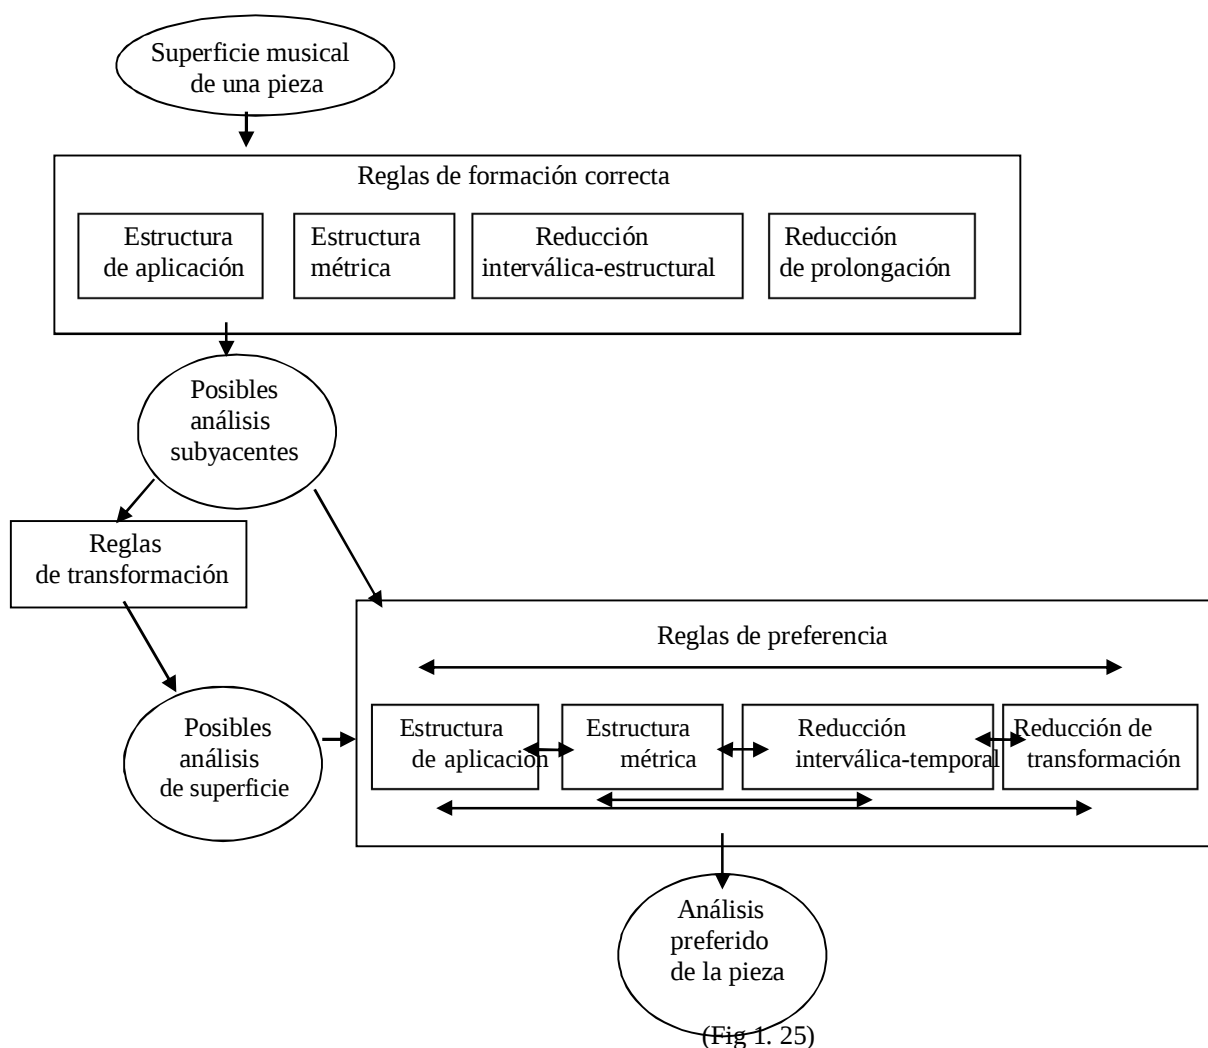 Superficie musical
de una pieza
Reglas de formación correcta
Estructura
de aplicación
Estructura
métrica
Reducción
interválica-estructural
Reducción
de prolongación
Posibles
análisis
subyacentes
Reglas
de transformación
Reglas de preferencia
Posibles
análisis
de superficie
Estructura
de aplicación
Estructura
métrica
Reducción
interválica-temporal
Reducción de
transformación
Análisis
preferido
de la pieza
(Fig 1. 25)